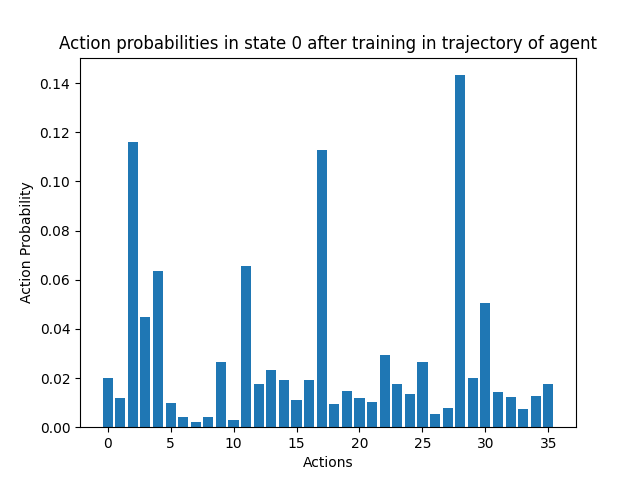 Action probabilities in state 0 after training in trajectory of agent
0.14
0.12
0.10
0.08
0.06
0.04
0.02
0.00
Action Probability
0 5 10 15 20 25 30 35
Actions